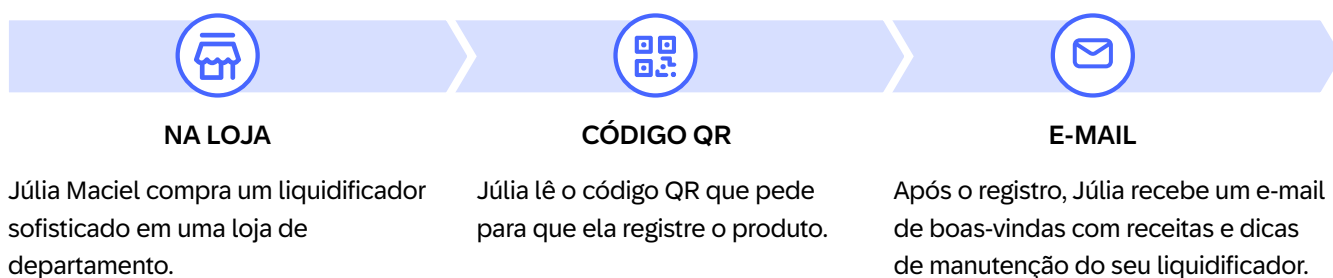 NA LOJA
Júlia Maciel compra um liquidificador
sofisticado em uma loja de
departamento.
CÓDIGO QR
Júlia lê o código QR que pede
para que ela registre o produto.
E-MAIL
Após o registro, Júlia recebe um e-mail
de boas-vindas com receitas e dicas
de manutenção do seu liquidificador.